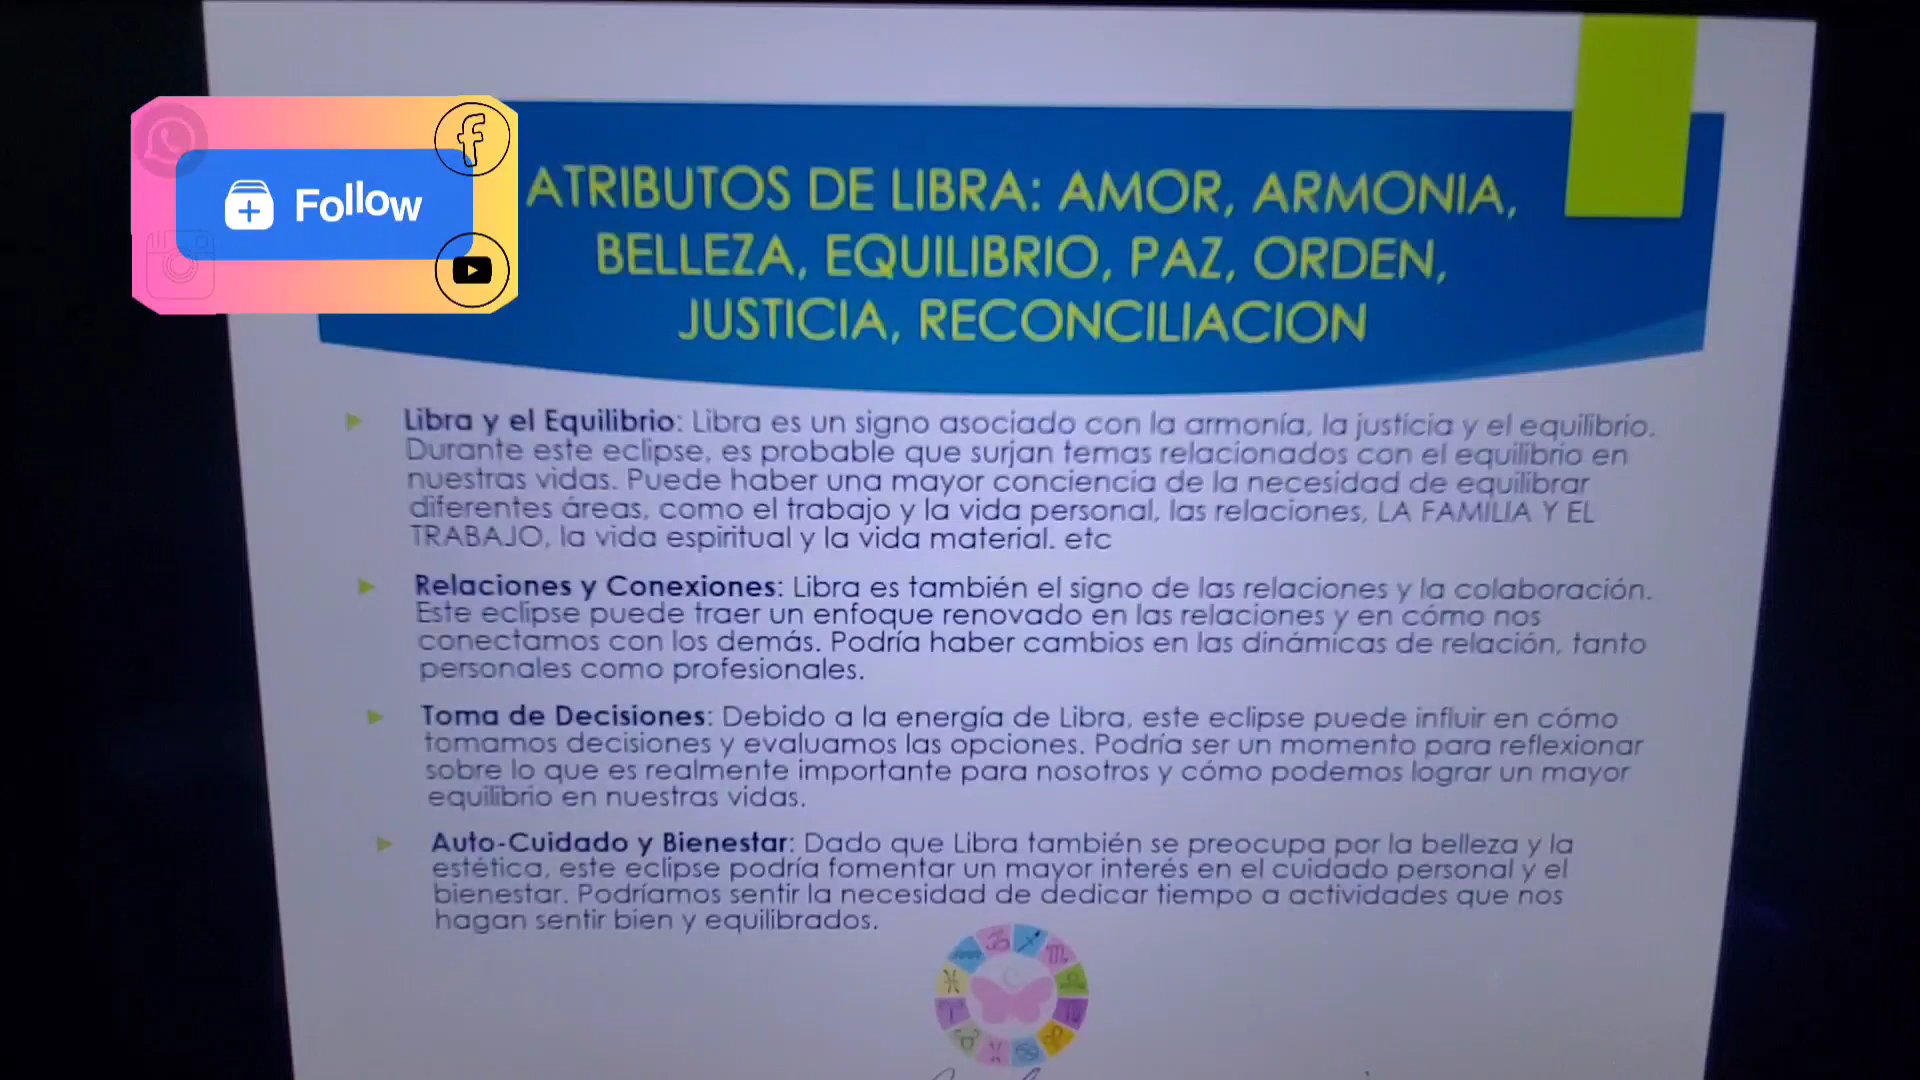 Follow
ATRIBUTOS DE LIBRA: AMOR, ARMONIA,
BELLEZA, EQUILIBRIO, PAZ, ORDEN,
JUSTICIA, RECONCILIACION
Libra y el Equilibrio: Libra es un signo asociado con la armonía, la justicia y el equilibrio.
Durante este eclipse, es probable que surjan temas relacionados con el equilibrio en
nuestras vidas. Puede haber una mayor conciencia de la necesidad de equilibrar
diferentes áreas, como el trabajo y la vida personal, las relaciones, LA FAMILIA Y EL
TRABAJO, la vida espiritual y la vida material. etc
Relaciones y Conexiones: Libra es también el signo de las relaciones y la colaboración.
Este eclipse puede traer un enfoque renovado en las relaciones y en cómo nos
conectamos con los demás. Podría haber cambios en las dinámicas de relación, tanto
personales como profesionales.
Toma de Decisiones: Debido a la energía de Libra, este eclipse puede influir en cómo
tomamos decisiones y evaluamos las opciones. Podría ser un momento para reflexionar
sobre lo que es realmente importante para nosotros y cómo podemos lograr un mayor
equilibrio en nuestras vidas.
Auto-Cuidado y Bienestar: Dado que Libra también se preocupa por la belleza y la
estética, este eclipse podría fomentar un mayor interés en el cuidado personal y el
bienestar. Podríamos sentir la necesidad de dedicar tiempo a actividades que nos
hagan sentir bien y equilibrados.